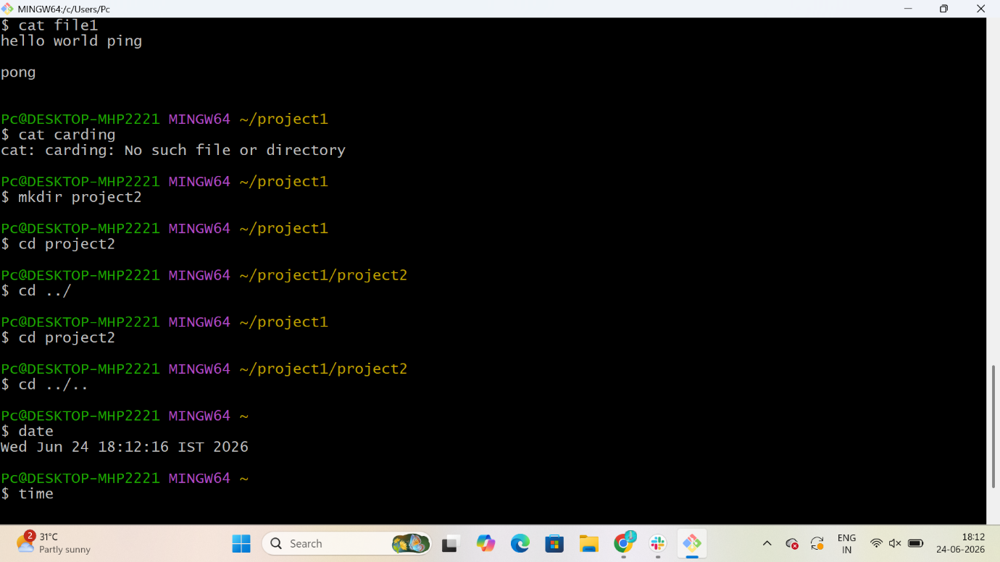 MINGW64:/c/Users/Pc
$ cat file1
hello world ping
pong
Pc@DESKTOP-MHP2221 MINGW64 ~/project1
$ cat carding
cat: carding: No such file or directory
Pc@DESKTOP-MHP2221 MINGW64 ~/project1
$ mkdir project2
Pc@DESKTOP-MHP2221 MINGW64 ~/project1
$ cd project2
Pc@DESKTOP-MHP2221 MINGW64 ~/project1/project2
$ cd ../
Pc@DESKTOP-MHP2221 MINGW64 ~/project1
$ cd project2
Pc@DESKTOP-MHP2221 MINGW64 ~/project1/project2
$ cd ../..
Pc@DESKTOP-MHP2221 MINGW64 ~
$ date
Wed Jun 24 18:12:16 IST 2026
Pc@DESKTOP-MHP2221 MINGW64 ~
$ time
2
31°C
Partly sunny
Search
ENG
IN
18:12
24-06-2026